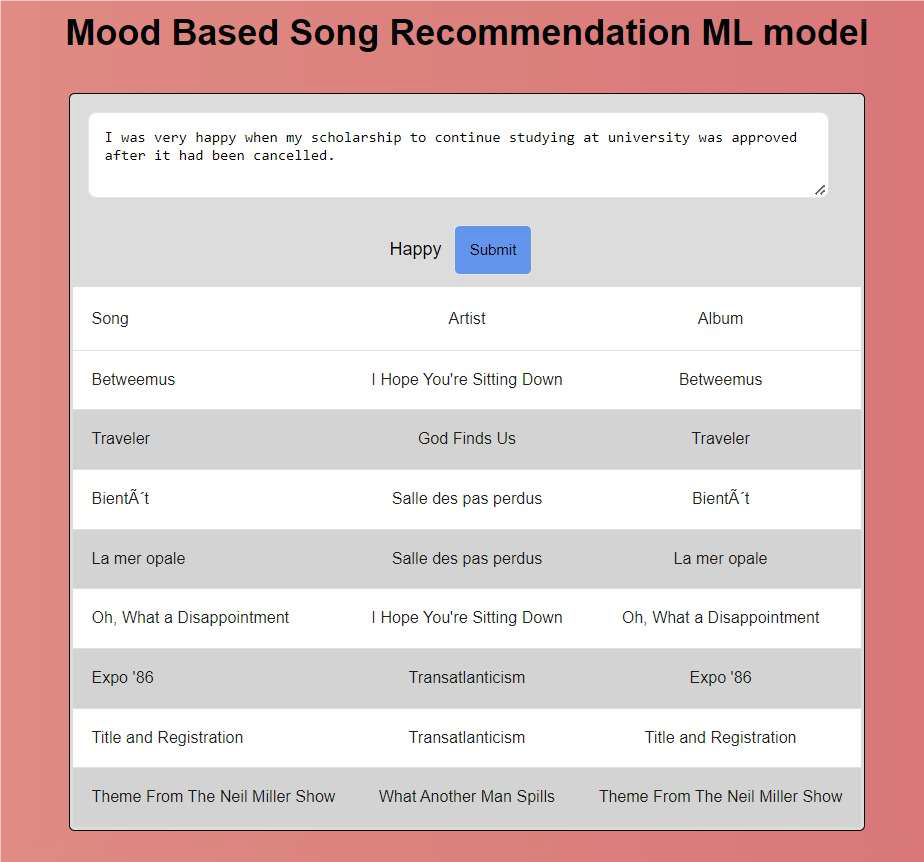 Mood Based Song Recommendation ML model
I was very happy when my scholarship to continue studying at university was approved
after it had been cancelled.
Happy Submit
Song Artist Album
Betweemus I Hope You're Sitting Down Betweemus
Traveler God Finds Us Traveler
BientÃ´t Salle des pas perdus BientÃ´t
La mer opale Salle des pas perdus La mer opale
Oh, What a Disappointment I Hope You're Sitting Down Oh, What a Disappointment
Expo '86 Transatlanticism Expo '86
Title and Registration Transatlanticism Title and Registration
Theme From The Neil Miller Show What Another Man Spills Theme From The Neil Miller Show